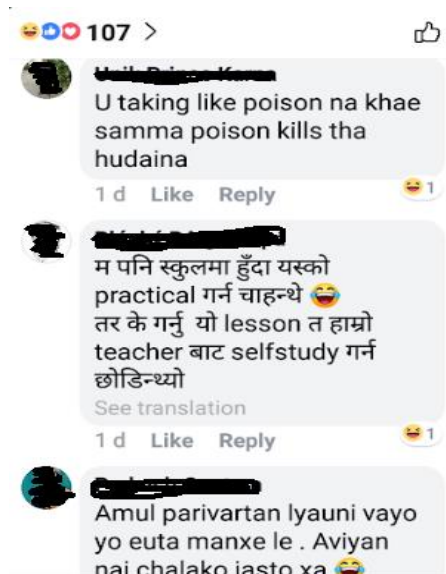 107 >
U taking like poison na khae
samma poison kills tha
hudaina
1 d Like Reply
1
म पनि स्कुलमा हुँदा यस्को
practical गर्न चाहन्थे
तर के गर्नु यो lesson त हाम्रो
teacher बाट selfstudy गर्न
छोडिन्थ्यो
See translation
1 d Like Reply
1
Amul parivartan lyauni vayo
yo euta manxe le . Aviyan
nai chalako jasto xa